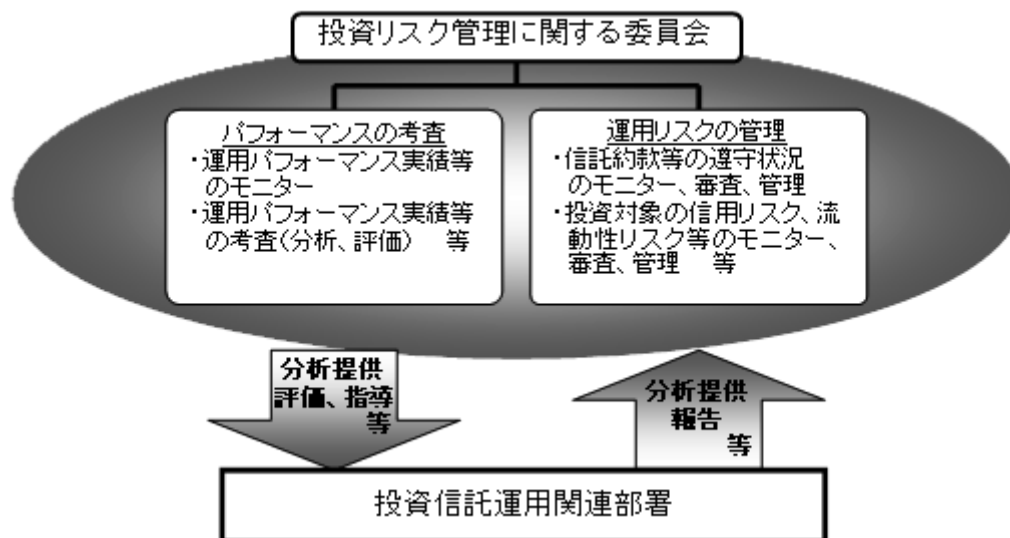 投資リスク管理に関する委員会
パフォーマンスの考査
・運用パフォーマンス実績等
のモニター
・運用パフォーマンス実績等
の考査(分析、評価) 等
運用リスクの管理
・信託約款等の遵守状況
のモニター、審査、管理
・投資対象の信用リスク、流
動性リスク等のモニター、
審査、管理 等
分析提供
評価、指導
等
分析提供
報告
等
投資信託運用関連部署